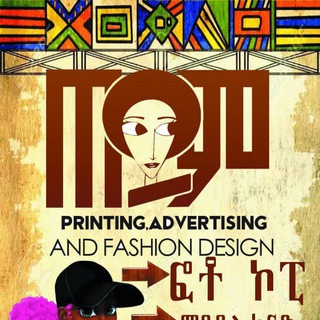 PRINTING,ADVERTISING
AND FASHION DESIGN
ፎቶ ኮፒ